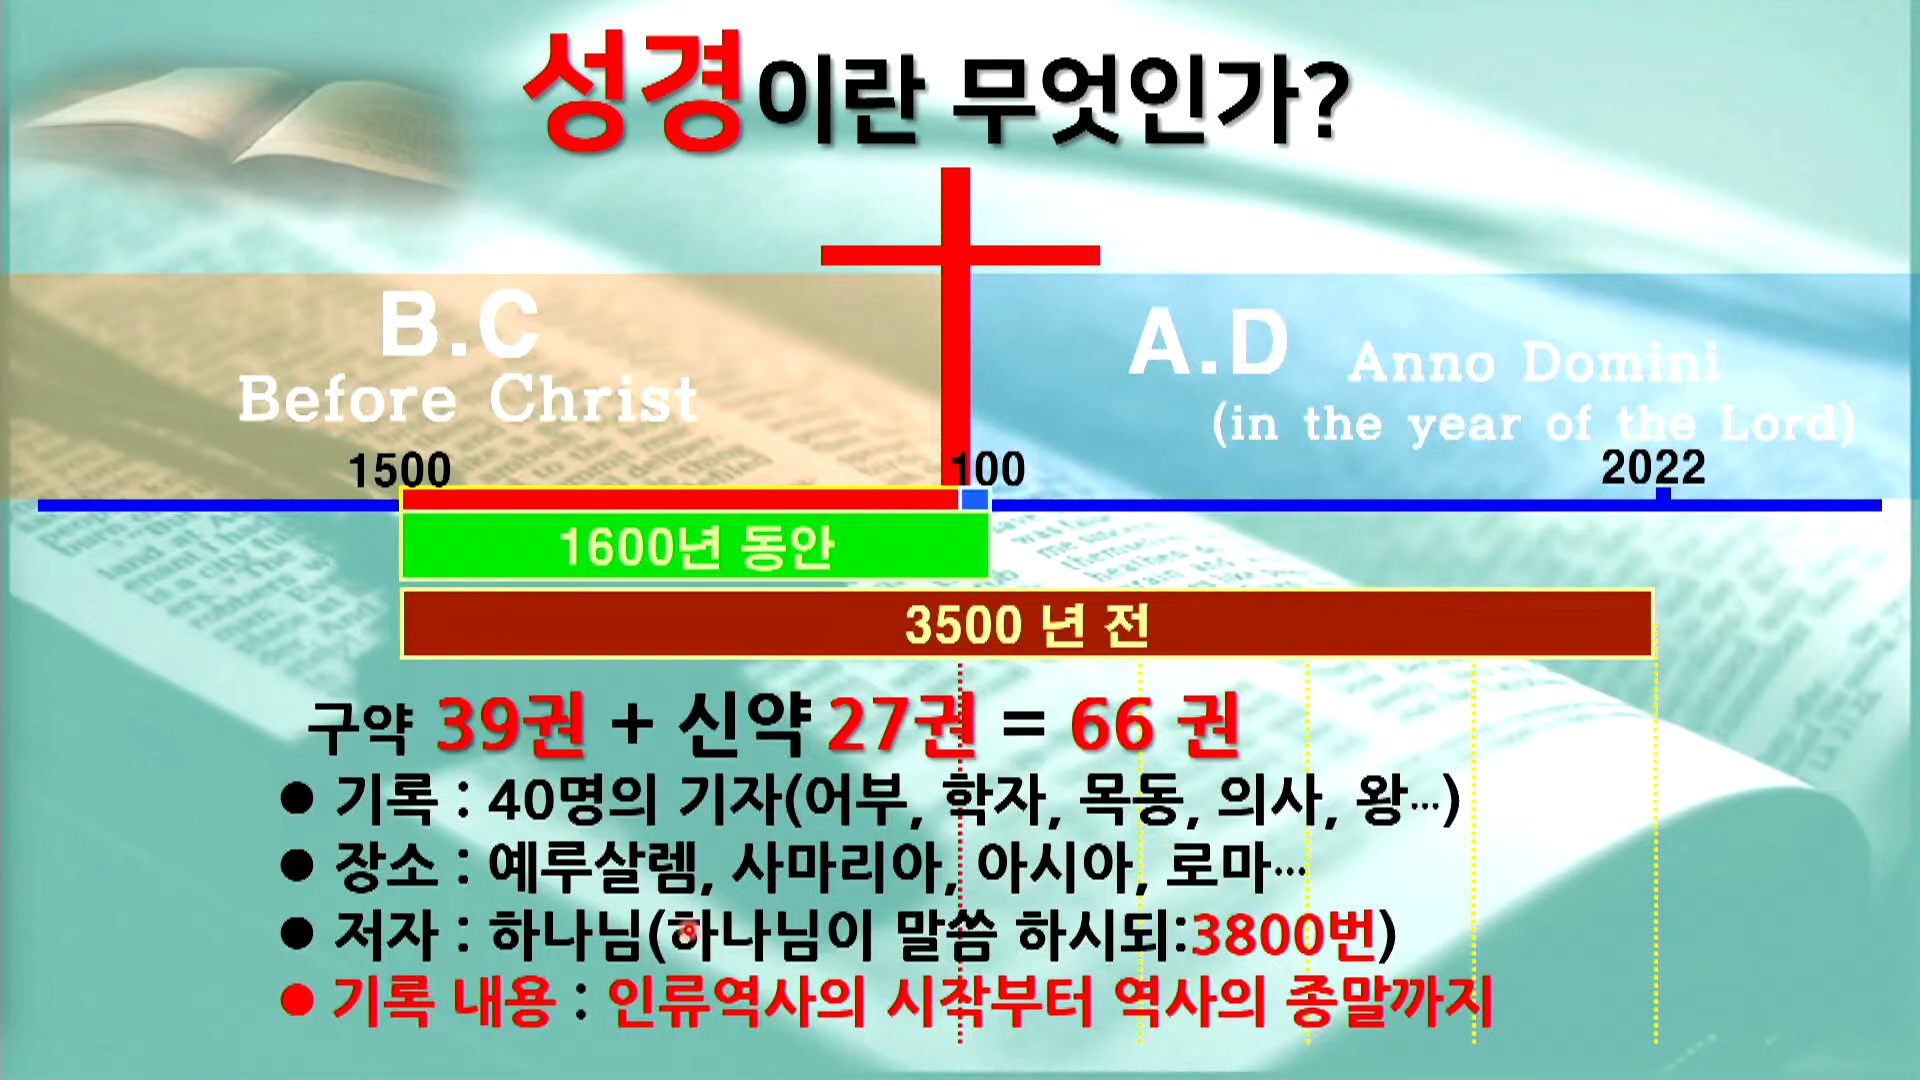 성경이란 무엇인가?
B.C
Before Christ
A.D Anno Domini
(in the year of the Lord)
1500
100
2022
1600년 동안
3500 년 전
구약 39권 + 신약 27권 = 66 권
● 기록 : 40명의 기자(어부, 학자, 목동, 의사, 왕…)
● 장소 : 예루살렘, 사마리아, 아시아, 로마…
● 저자 : 하나님(하나님이 말씀 하시되:3800번)
● 기록 내용 : 인류역사의 시작부터 역사의 종말까지